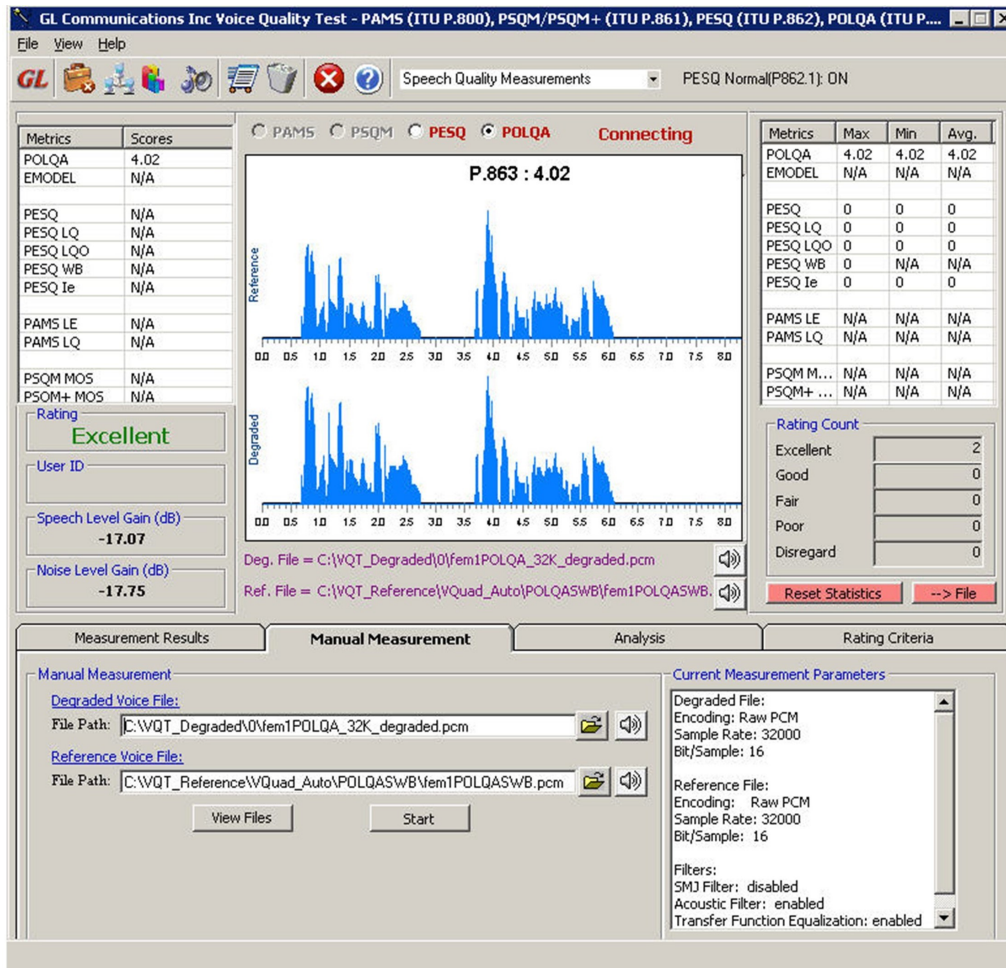 GL Communications Inc Voice Quality Test - PAMS (ITU P.800), PSQM/PSQM+ (ITU P.861), PESQ (ITU P.862), POLQA (ITU P....
File View Help
GL Speech Quality Measurements PESQ Normal(P862.1): ON
Metrics Scores
POLQA 4.02
EMODEL N/A
PESQ N/A
PESQ LQ N/A
PESQ LQO N/A
PESQ WB N/A
PESQ Ie N/A
PAMS LE N/A
PAMS LQ N/A
PSQM MOS N/A
PSQM+ MOS N/A
Rating
Excellent
User ID
Speech Level Gain (dB)
-17.07
Noise Level Gain (dB)
-17.75
PAMS PSQM PESQ POLQA Connecting
P.863 : 4.02
Reference
0.0 0.5 1.0 1.5 2.0 2.5 3.0 3.5 4.0 4.5 5.0 5.5 6.0 6.5 7.0 7.5 8.0
Degraded
0.0 0.5 1.0 1.5 2.0 2.5 3.0 3.5 4.0 4.5 5.0 5.5 6.0 6.5 7.0 7.5 8.0
Deg. File = C:\VQT_Degraded\0\fem1POLQA_32K_degraded.pcm
Ref. File = C:\VQT_Reference\VQuad_Auto\POLQASWB\fem1POLQASWB.
Metrics Max Min Avg.
POLQA 4.02 4.02 4.02
EMODEL N/A N/A N/A
PESQ 0 0 0
PESQ LQ 0 0 0
PESQ LQO 0 0 0
PESQ WB 0 N/A N/A
PESQ Ie 0 0 0
PAMS LE N/A N/A N/A
PAMS LQ N/A N/A N/A
PSQM M... N/A N/A N/A
PSQM+ ... N/A N/A N/A
Rating Count
Excellent 2
Good 0
Fair 0
Poor 0
Disregard 0
Reset Statistics --> File
Measurement Results Manual Measurement Analysis Rating Criteria
Manual Measurement
Degraded Voice File:
File Path: C:\VQT_Degraded\0\fem1POLQA_32K_degraded.pcm
Reference Voice File:
File Path: C:\VQT_Reference\VQuad_Auto\POLQASWB\fem1POLQASWB.pcm
View Files Start
Current Measurement Parameters
Degraded File:
Encoding: Raw PCM
Sample Rate: 32000
Bit/Sample: 16
Reference File:
Encoding: Raw PCM
Sample Rate: 32000
Bit/Sample: 16
Filters:
SMJ Filter: disabled
Acoustic Filter: enabled
Transfer Function Equalization: enabled